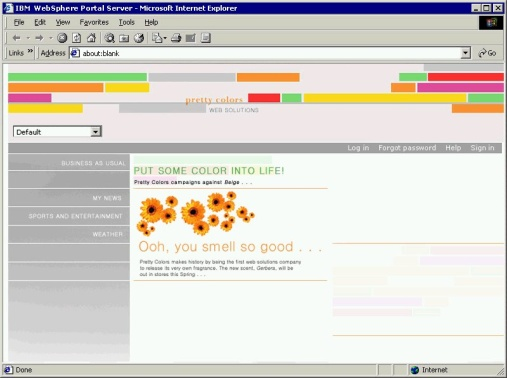 IBM WebSphere Portal Server - Microsoft Internet Explorer
File Edit View Favorites Tools Help
Links » Address about:blank Go
pretty colors
WEB SOLUTIONS
Default
Log in Forgot password Help Sign in
BUSINESS AS USUAL
MY NEWS
SPORTS AND ENTERTAINMENT
WEATHER
PUT SOME COLOR INTO LIFE!
Pretty Colors campaigns against Beige . . .
Ooh, you smell so good . . .
Pretty Colors makes history by being the first web solutions company
to release its very own fragrance. The new scent, Gerbera, will be
out in stores this Spring . . .
Done Internet